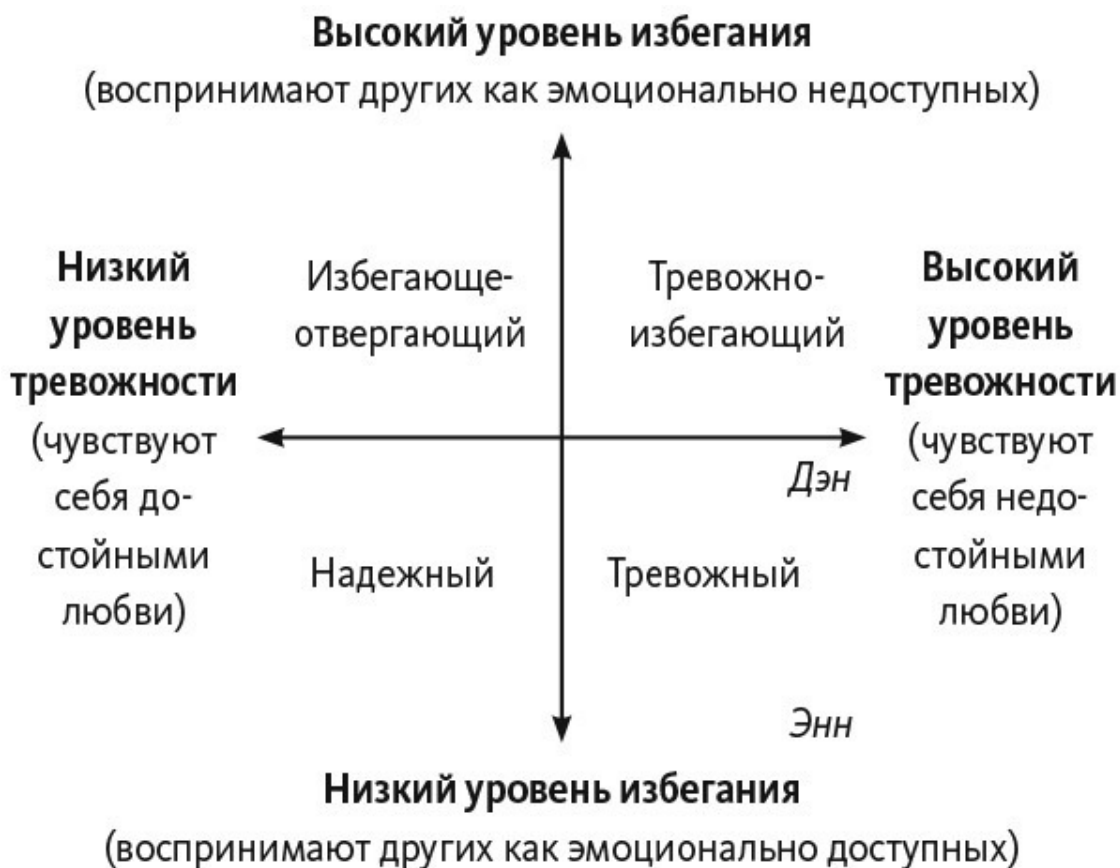 Высокий уровень избегания
(воспринимают других как эмоционально недоступных)
Низкий
уровень
тревожности
(чувствуют
себя до-
стойными
любви)
Избегающе-
отвергающий
Тревожно-
избегающий
Высокий
уровень
тревожности
(чувствуют
себя недо-
стойными
любви)
Дэн
Надежный
Тревожный
Энн
Низкий уровень избегания
(воспринимают других как эмоционально доступных)